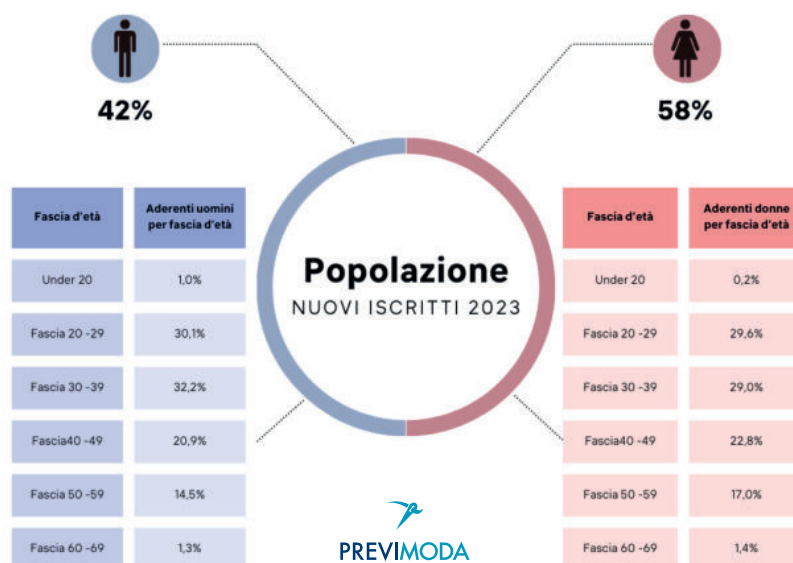 42%
58%
Fascia d'età
Aderenti uomini
per fascia d'età
Under 20
1,0%
Fascia 20 -29
30,1%
Fascia 30 -39
32,2%
Fascia40 -49
20,9%
Fascia 50 -59
14,5%
Fascia 60 -69
1,3%
Popolazione
NUOVI ISCRITTI 2023
PREVIMODA
Fascia d'età
Aderenti donne
per fascia d'età
Under 20
0,2%
Fascia 20 -29
29,6%
Fascia 30 -39
29,0%
Fascia40 -49
22,8%
Fascia 50 -59
17,0%
Fascia 60 -69
1,4%